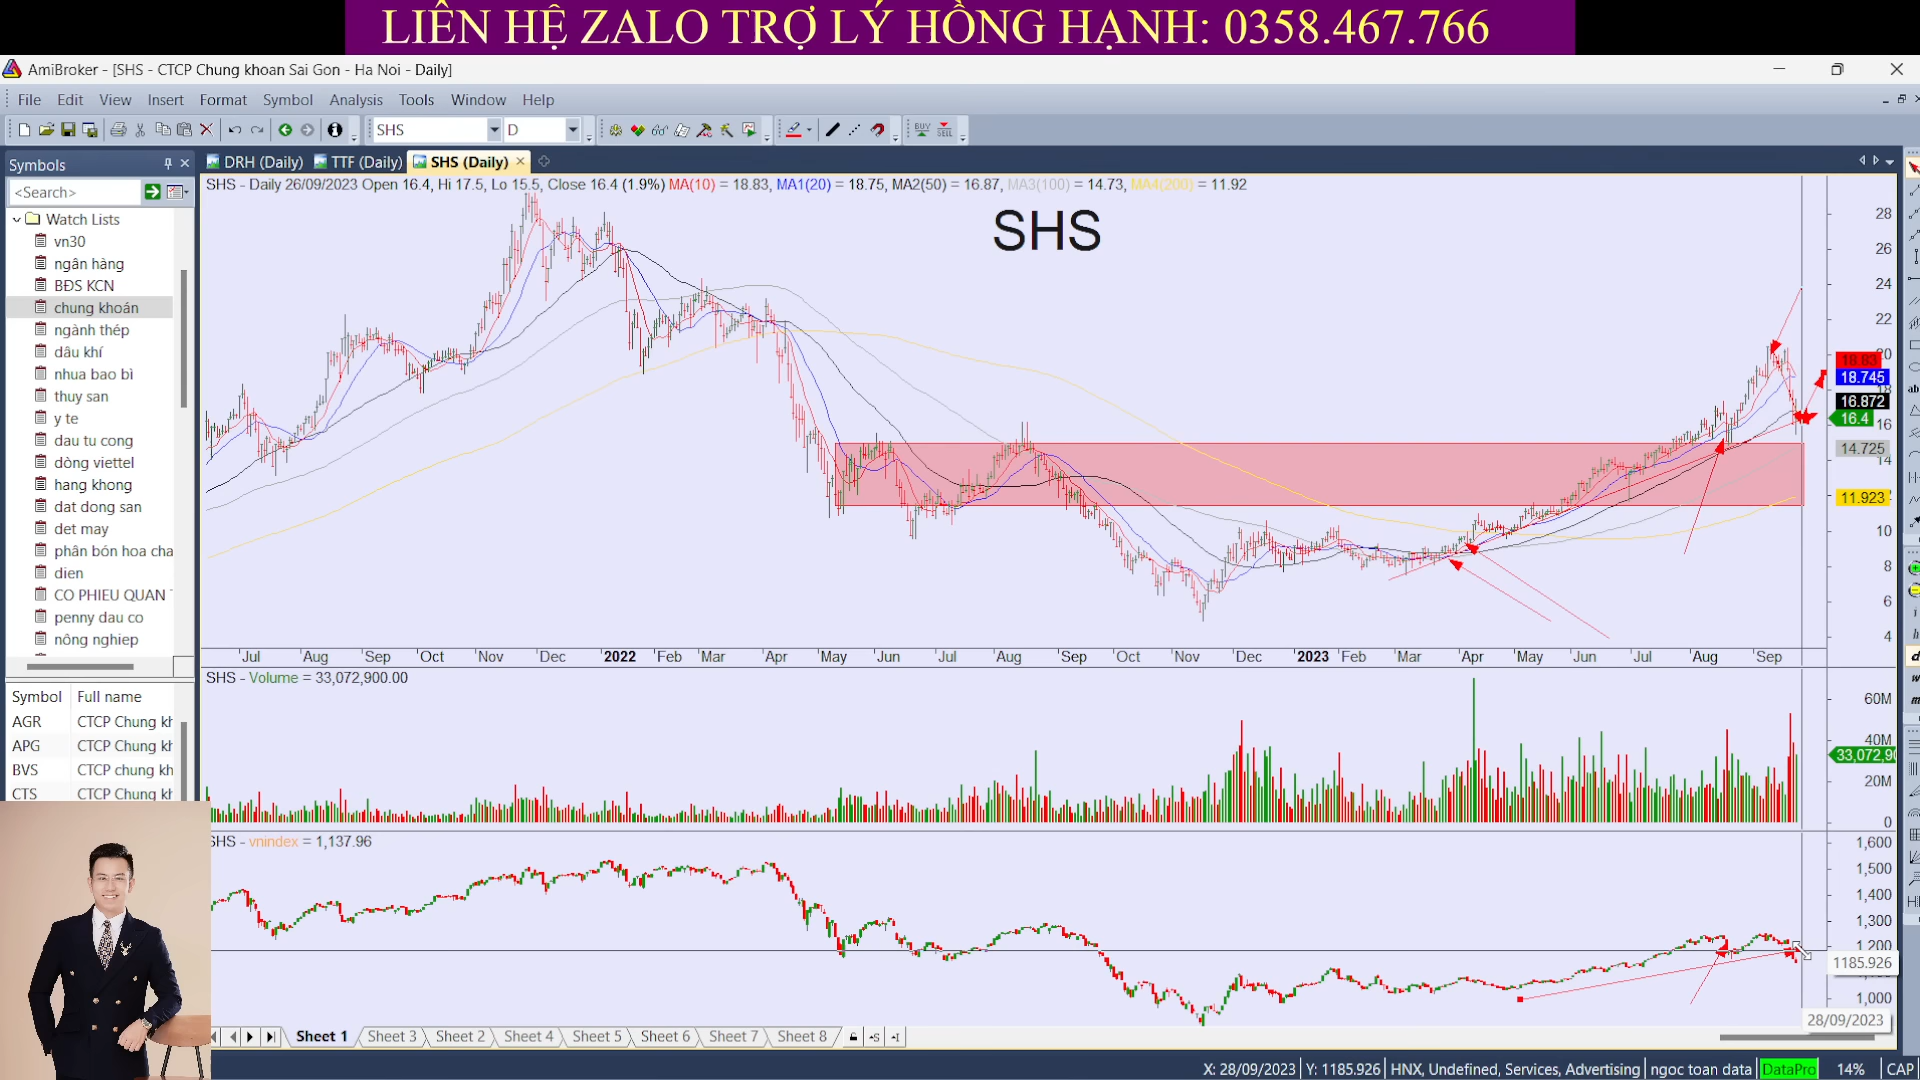 LIÊN HỆ ZALO TRỢ LÝ HỒNG HẠNH: 0358.467.766
AmiBroker - [SHS - CTCP Chung khoan Sai Gon - Ha Noi - Daily]
File Edit View Insert Format Symbol Analysis Tools Window Help
SHS D BUY SELL
Symbols
DRH (Daily) TTF (Daily) SHS (Daily)
<Search>
SHS - Daily 26/09/2023 Open 16.4, Hi 17.5, Lo 15.5, Close 16.4 (1.9%) MA(10) = 18.83, MA1(20) = 18.75, MA2(50) = 16.87, MA3(100) = 14.73, MA4(200) = 11.92
SHS
Watch Lists
vn30
ngân hàng
BĐS KCN
chung khoán
ngành thép
dâu khí
nhua bao bì
thuy san
y te
dau tu cong
dòng viettel
hang khong
dat dong san
det may
phân bón hoa cha
dien
CO PHIEU QUAN
penny dau co
nông nghiep
28
26
24
22
20
18.83
18.745
18
16.872
16.4
16
14.725
14
11.923
10
8
6
4
Jul Aug Sep Oct Nov Dec 2022 Feb Mar Apr May Jun Jul Aug Sep Oct Nov Dec 2023 Feb Mar Apr May Jun Jul Aug Sep
Symbol Full name
AGR CTCP Chung kh
APG CTCP Chung kh
BVS CTCP chung kh
CTS CTCP Chung kh
SHS - Volume = 33,072,900.00
60M
40M
33,072,90
20M
0
SHS - vnindex = 1,137.96
1,600
1,500
1,400
1,300
1,200
1185.926
1,000
28/09/2023
Sheet 1 Sheet 3 Sheet 2 Sheet 4 Sheet 5 Sheet 6 Sheet 7 Sheet 8
X: 28/09/2023 Y: 1185.926 HNX, Undefined, Services, Advertising ngoc toan data DataPro 14% CAP